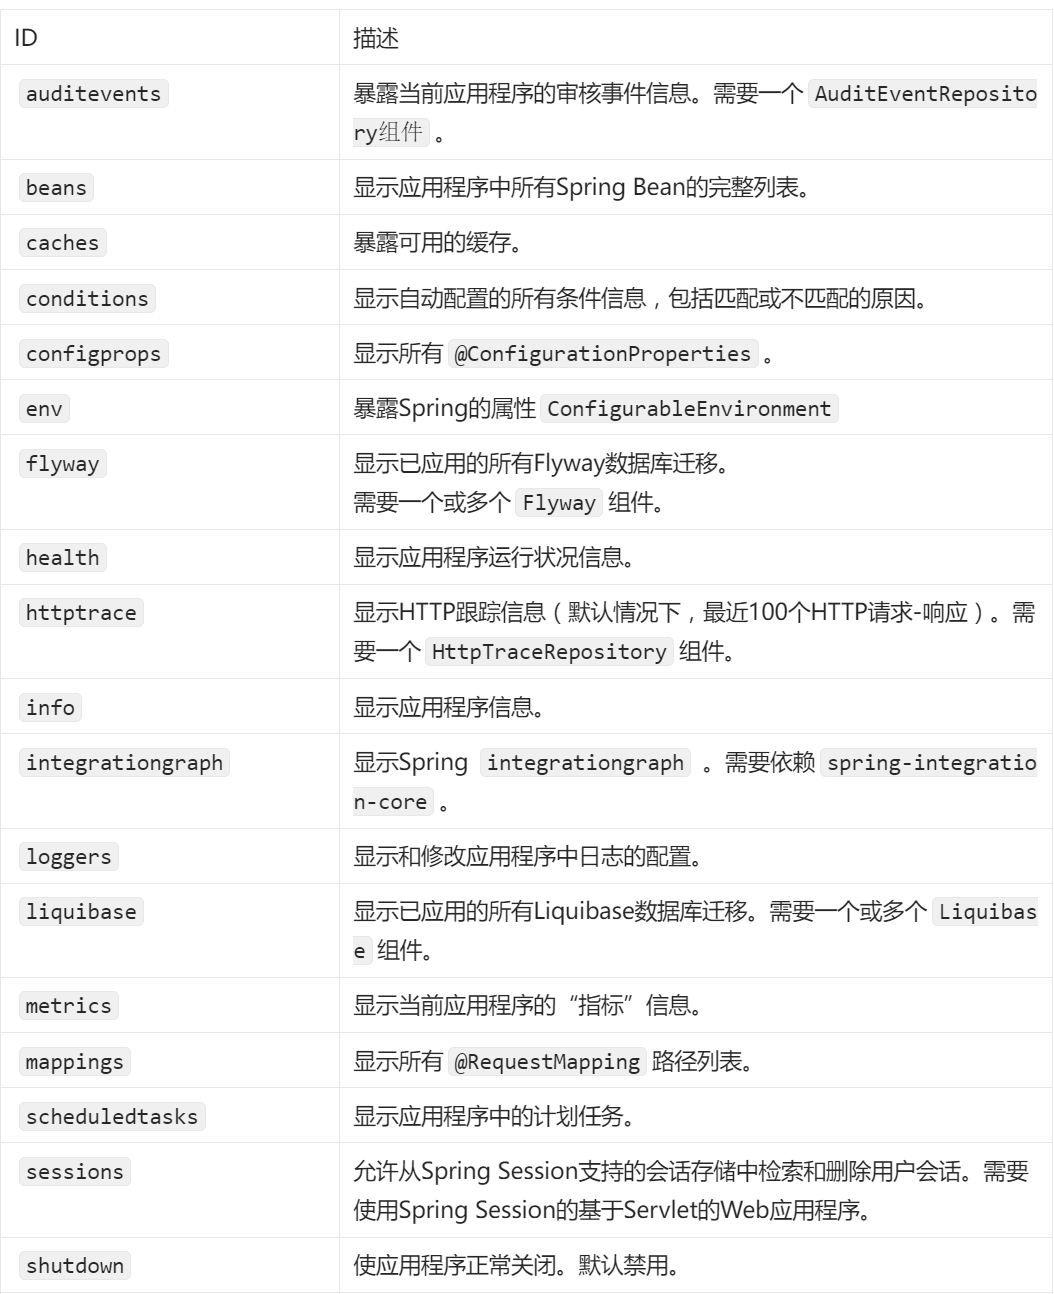 ID 描述
auditevents 暴露当前应用程序的审核事件信息。需要一个 AuditEventReposito
ry组件 。
beans 显示应用程序中所有Spring Bean的完整列表。
caches 暴露可用的缓存。
conditions 显示自动配置的所有条件信息，包括匹配或不匹配的原因。
configprops 显示所有 @ConfigurationProperties 。
env 暴露Spring的属性 ConfigurableEnvironment
flyway 显示已应用的所有Flyway数据库迁移。
需要一个或多个 Flyway 组件。
health 显示应用程序运行状况信息。
httptrace 显示HTTP跟踪信息（默认情况下，最近100个HTTP请求-响应）。需
要一个 HttpTraceRepository 组件。
info 显示应用程序信息。
integrationgraph 显示Spring integrationgraph 。需要依赖 spring-integratio
n-core 。
loggers 显示和修改应用程序中日志的配置。
liquibase 显示已应用的所有Liquibase数据库迁移。需要一个或多个 Liquibas
e 组件。
metrics 显示当前应用程序的“指标”信息。
mappings 显示所有 @RequestMapping 路径列表。
scheduledtasks 显示应用程序中的计划任务。
sessions 允许从Spring Session支持的会话存储中检索和删除用户会话。需要
使用Spring Session的基于Servlet的Web应用程序。
shutdown 使应用程序正常关闭。默认禁用。